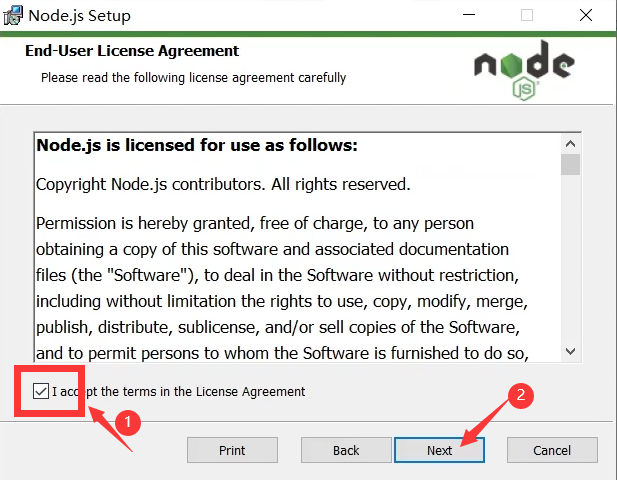 Node.js Setup
End-User License Agreement
Please read the following license agreement carefully
node
JS
Node.js is licensed for use as follows:
Copyright Node.js contributors. All rights reserved.
Permission is hereby granted, free of charge, to any person
obtaining a copy of this software and associated documentation
files (the "Software"), to deal in the Software without restriction,
including without limitation the rights to use, copy, modify, merge,
publish, distribute, sublicense, and/or sell copies of the Software,
and to permit persons to whom the Software is furnished to do so,
I accept the terms in the License Agreement
1
2
Print
Back
Next
Cancel